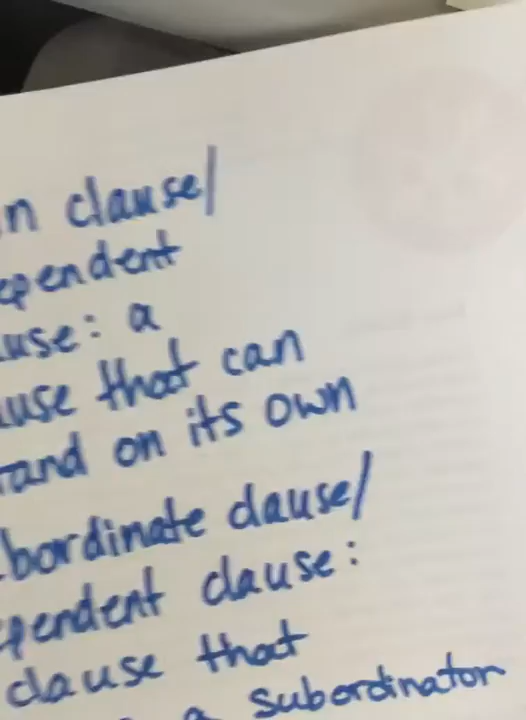 n clause/
ependent
use: a
use that can
and on its own
bordinate clause/
pendent clause:
clause that
a subordinator